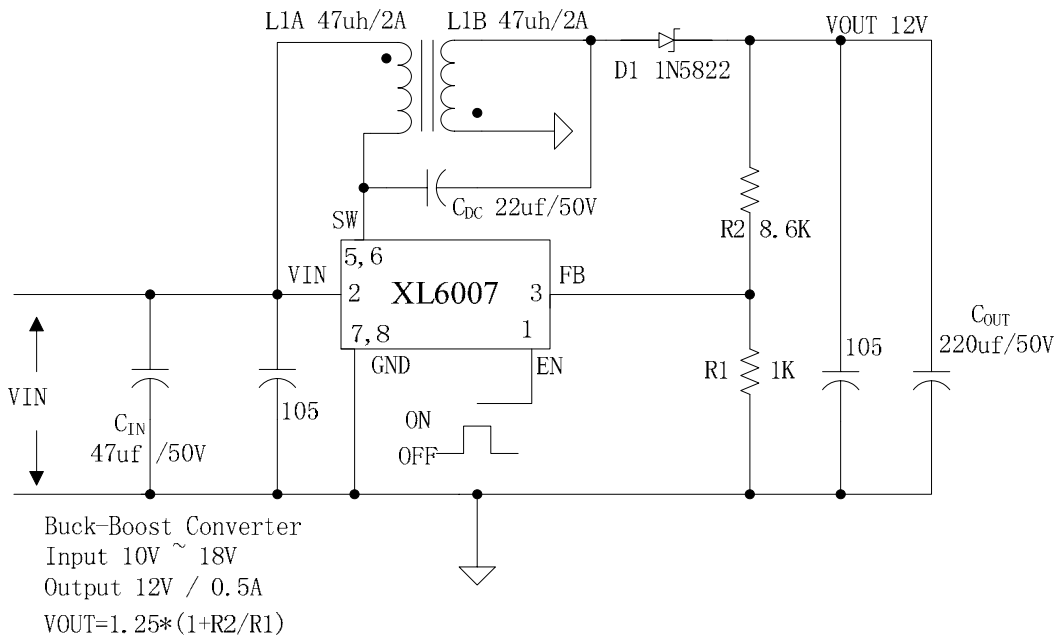 L1A 47uh/2A
L1B 47uh/2A
VOUT 12V
D1 1N5822
CDC 22uf/50V
SW
R2 8.6K
5,6
VIN
2
XL6007
3
FB
7,8
1
GND
EN
COUT
220uf/50V
105
R1 1K
VIN
105
CIN
47uf /50V
ON
OFF
Buck-Boost Converter
Input 10V ~ 18V
Output 12V / 0.5A
VOUT=1.25*(1+R2/R1)